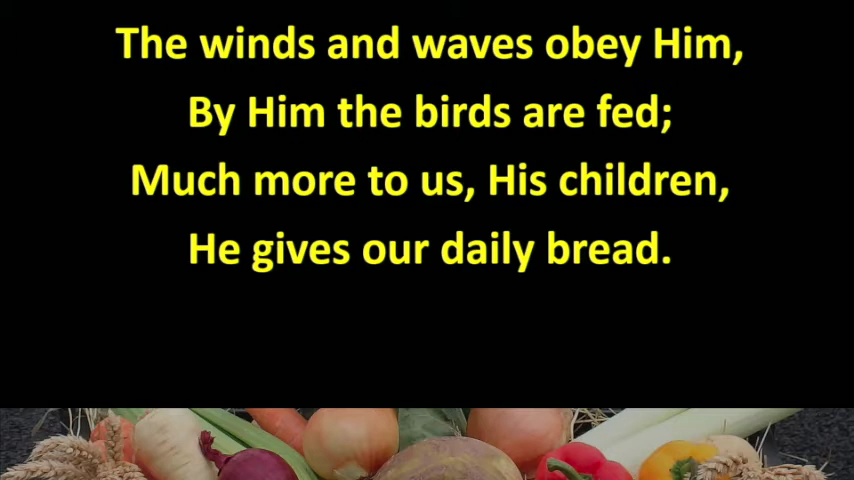 The winds and waves obey Him,
By Him the birds are fed;
Much more to us, His children,
He gives our daily bread.